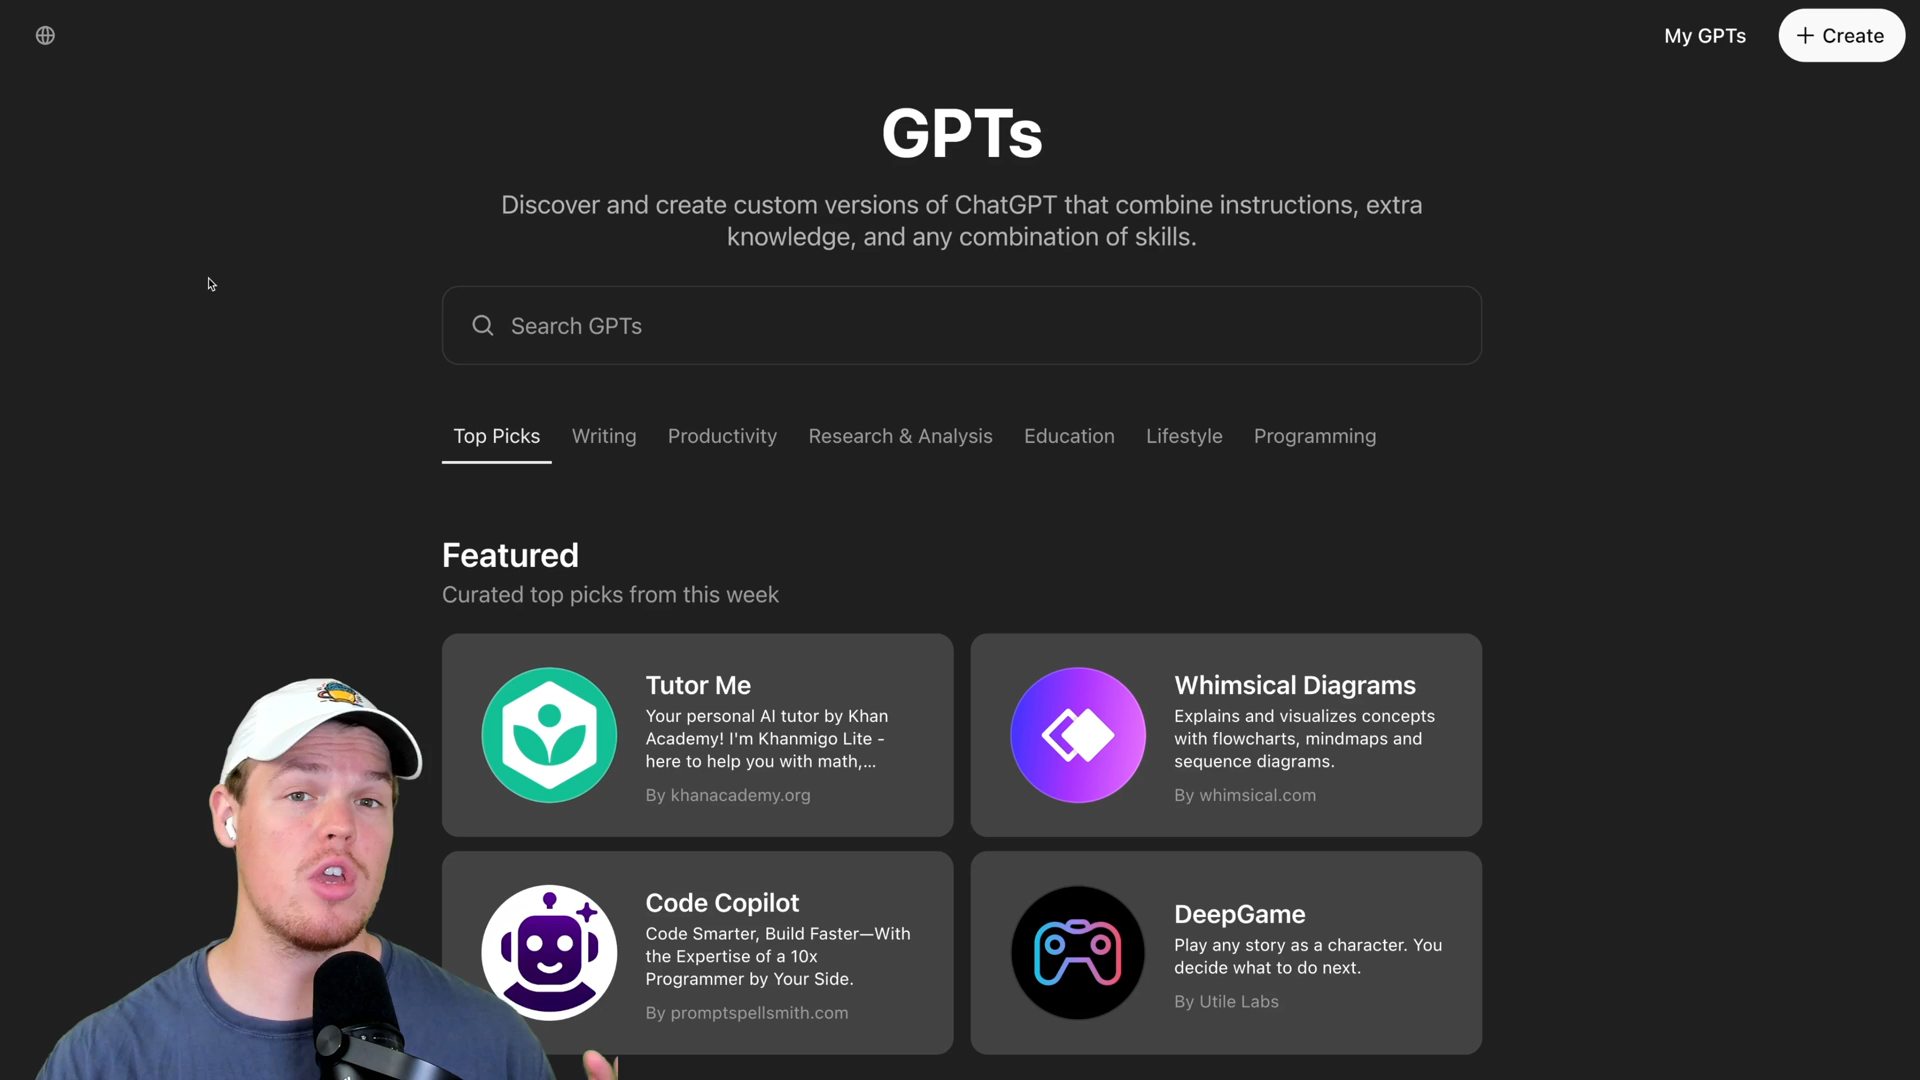 My GPTs
+ Create
GPTs
Discover and create custom versions of ChatGPT that combine instructions, extra
knowledge, and any combination of skills.
Search GPTs
Top Picks
Writing
Productivity
Research & Analysis
Education
Lifestyle
Programming
Featured
Curated top picks from this week
Tutor Me
Your personal AI tutor by Khan
Academy! I'm Khanmigo Lite -
here to help you with math,...
By khanacademy.org
Whimsical Diagrams
Explains and visualizes concepts
with flowcharts, mindmaps and
sequence diagrams.
By whimsical.com
Code Copilot
Code Smarter, Build Faster—With
the Expertise of a 10x
Programmer by Your Side.
By promptspellsmith.com
DeepGame
Play any story as a character. You
decide what to do next.
By Utile Labs